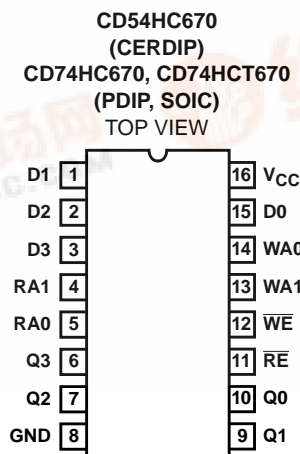 CD54HC670
(CERDIP)
CD74HC670, CD74HCT670
(PDIP, SOIC)
TOP VIEW
D1 1 16 VCC
D2 2 15 D0
D3 3 14 WA0
RA1 4 13 WA1
RA0 5 12 W̅E̅
Q3 6 11 R̅E̅
Q2 7 10 Q0
GND 8 9 Q1